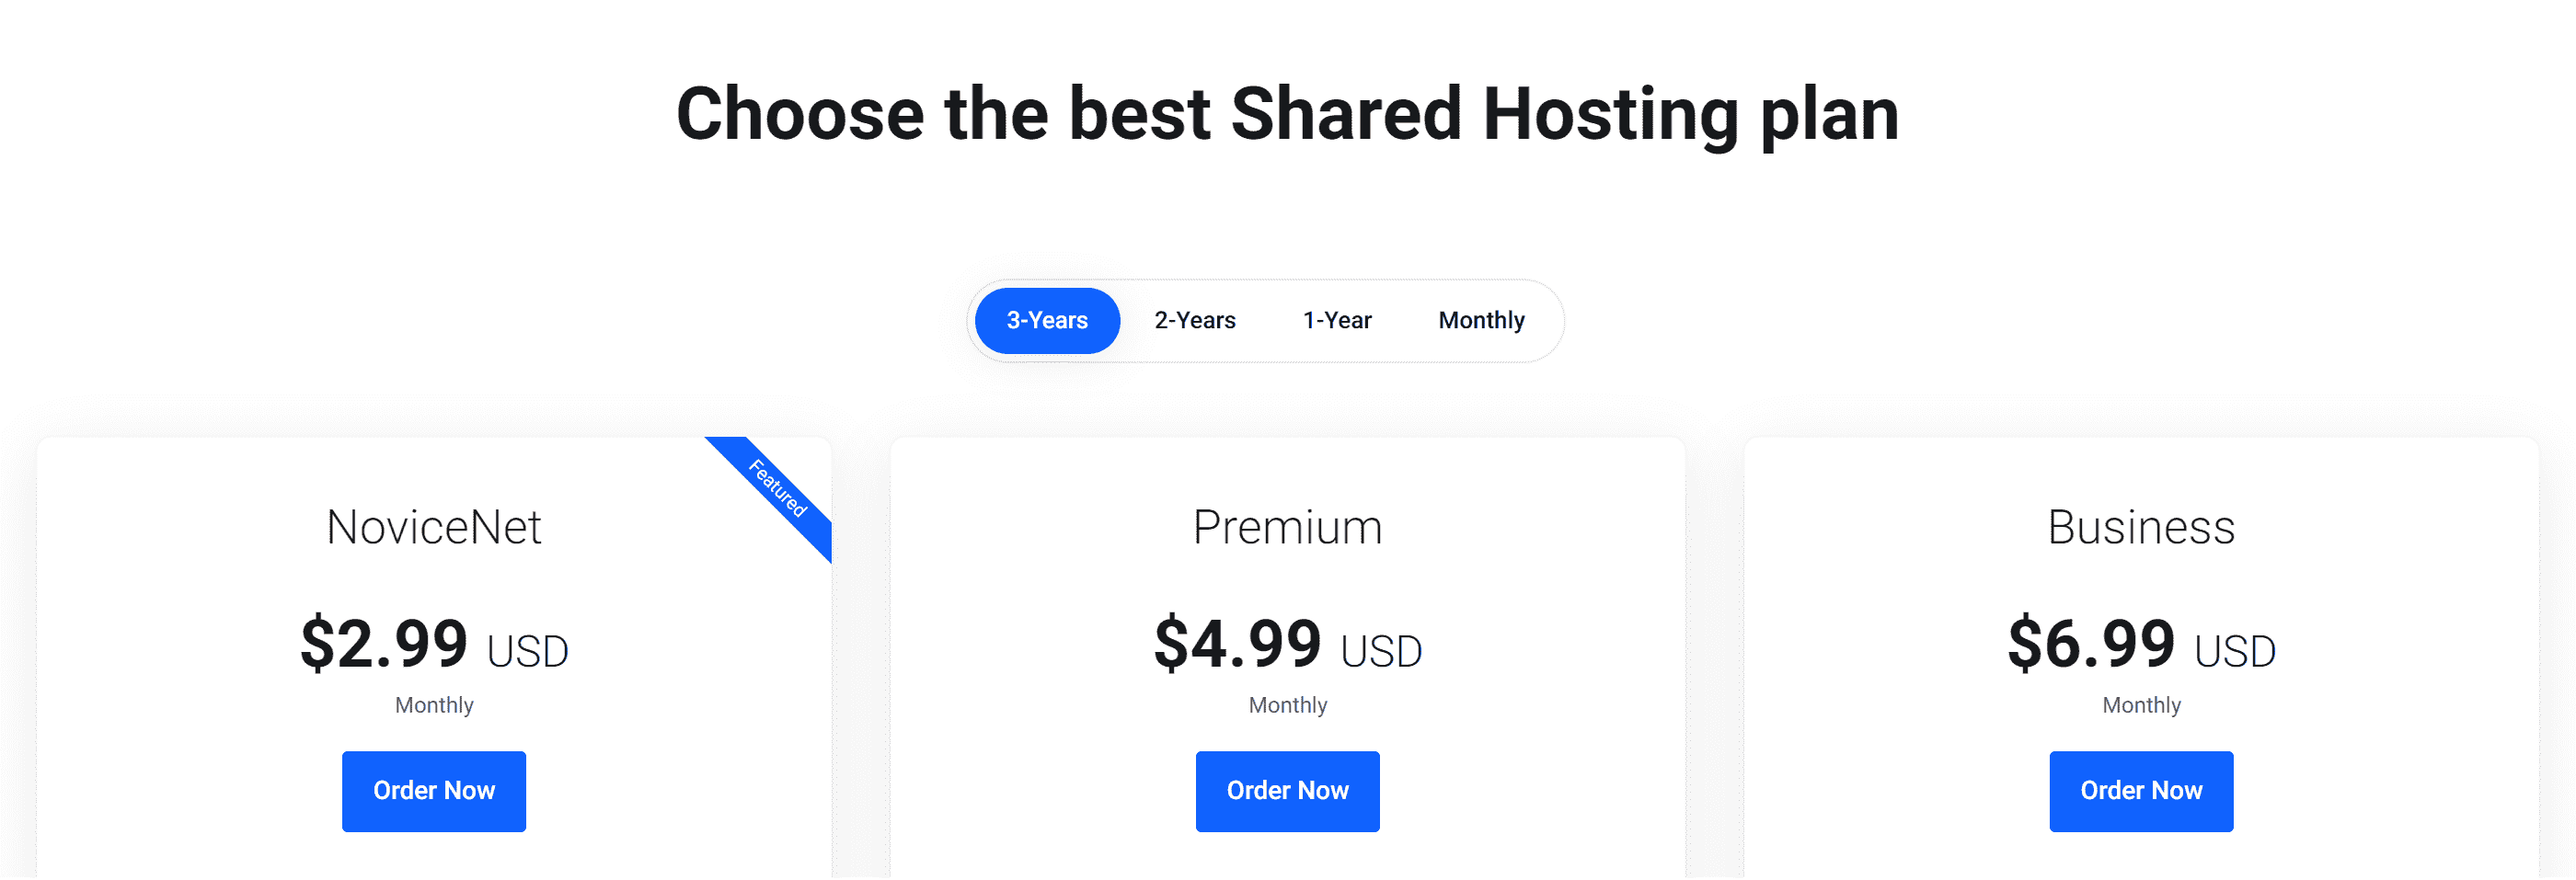 Choose the best Shared Hosting plan
3-Years 2-Years 1-Year Monthly
Featured
NoviceNet
$2.99 USD
Monthly
Order Now
Premium
$4.99 USD
Monthly
Order Now
Business
$6.99 USD
Monthly
Order Now